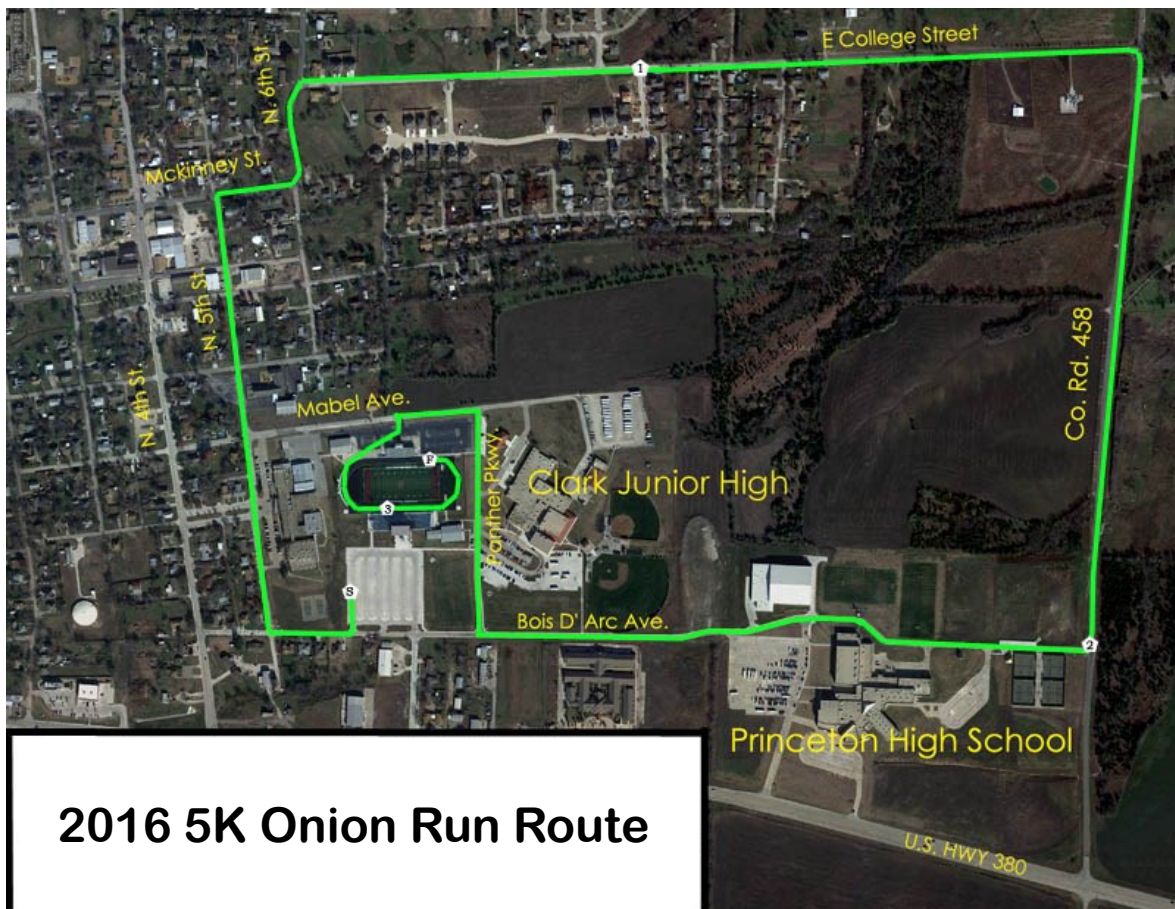 E College Street
1
N. 6th St.
Mckinney St.
N. 5th St.
Co. Rd. 458
N. 4th St.
Mabel Ave.
F
Clark Junior High
3
Panther Pkwy.
S
Bois D' Arc Ave.
2
Princeton High School
2016 5K Onion Run Route
U.S. HWY 380